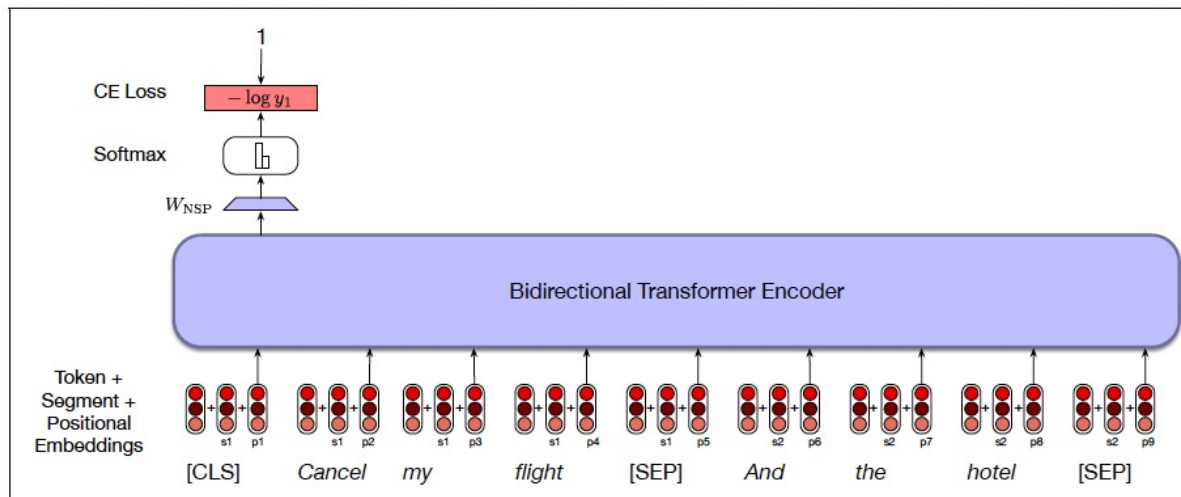 1
CE Loss
− log y₁
Softmax
W_NSP
Bidirectional Transformer Encoder
Token +
Segment +
Positional
Embeddings
+ + + + + + + + + + + + + + + + + +
s1 p1 s1 p2 s1 p3 s1 p4 s1 p5 s2 p6 s2 p7 s2 p8 s2 p9
[CLS] Cancel my flight [SEP] And the hotel [SEP]